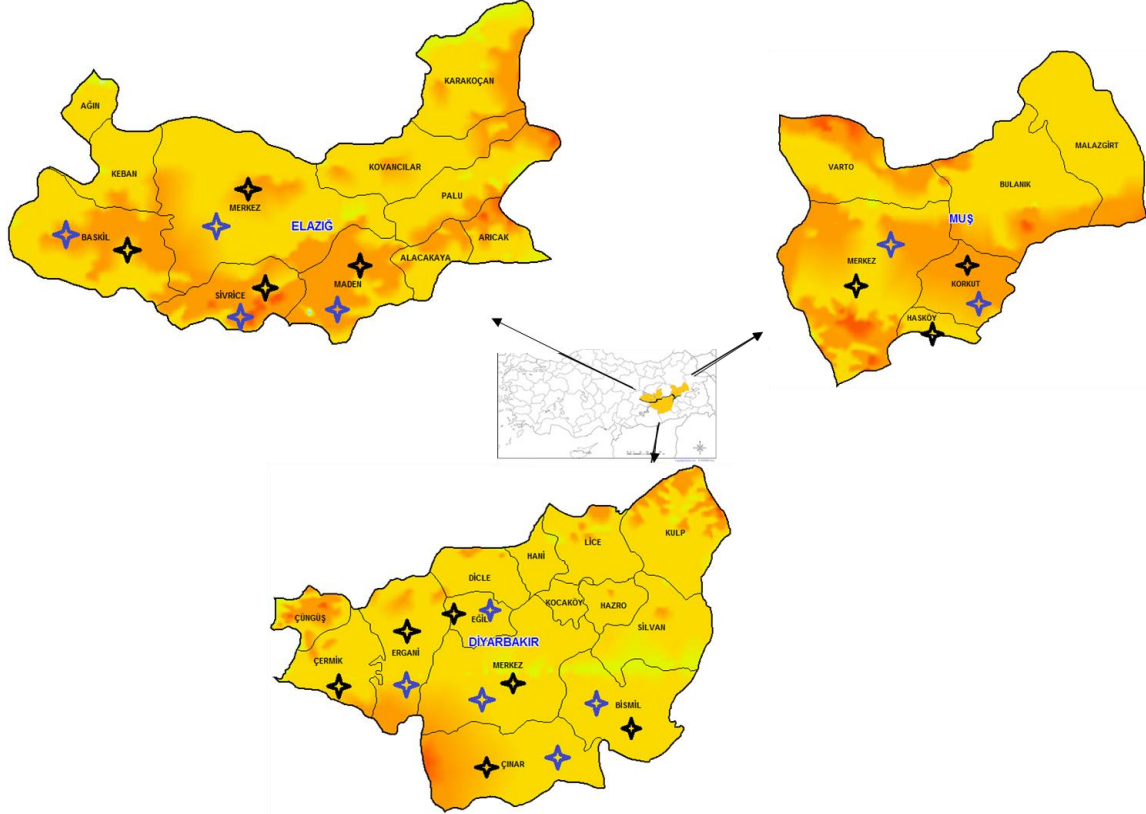 KARAKOÇAN
AĞIN
KOVANCILAR
KEBAN
PALU
MERKEZ
ELAZIĞ
BASKİL
ARICAK
ALACAKAYA
MADEN
SİVRİCE
MALAZGİRT
VARTO
BULANIK
MUŞ
MERKEZ
KORKUT
HASKÖY
KULP
LİCE
HANİ
DİCLE
KOCAKÖY
HAZRO
ÇÜNGÜŞ
EĞİL
SİLVAN
DİYARBAKIR
ERGANİ
ÇERMİK
MERKEZ
BİSMİL
ÇINAR